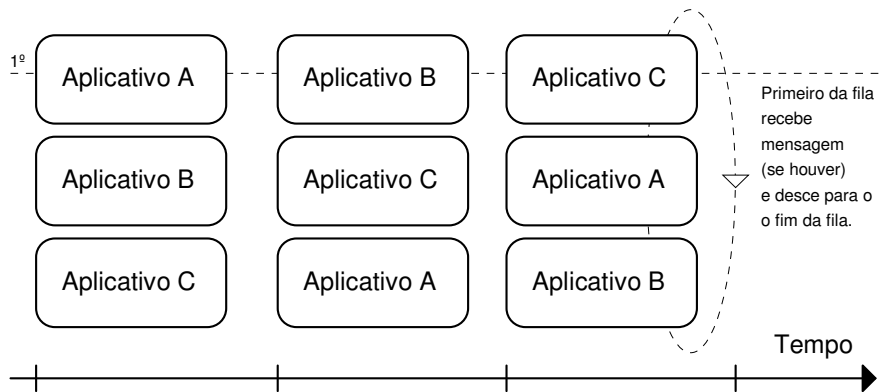 1º
Aplicativo A
Aplicativo B
Aplicativo C
Aplicativo B
Aplicativo C
Aplicativo A
Aplicativo C
Aplicativo A
Aplicativo B
Primeiro da fila
recebe
mensagem
(se houver)
e desce para o
o fim da fila.
Tempo